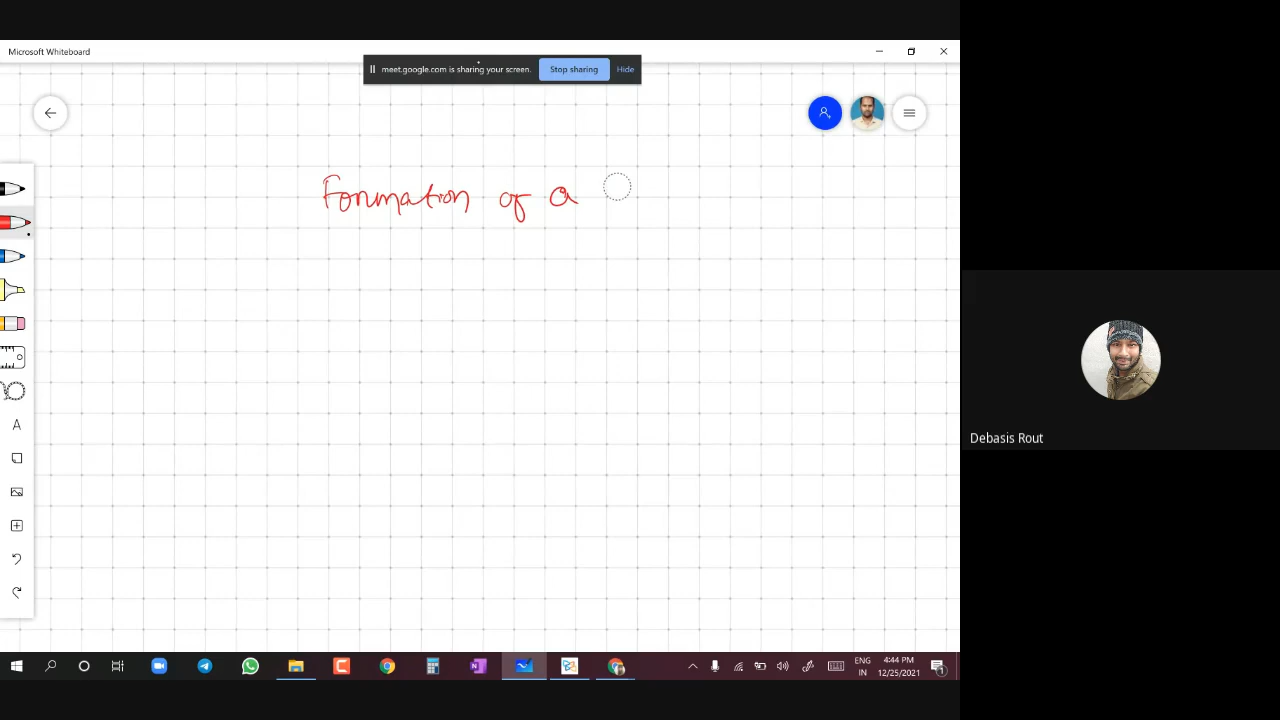 Microsoft Whiteboard
meet.google.com is sharing your screen. Stop sharing Hide
Formation of a
A
Debasis Rout
ENG 4:44 PM
IN 12/25/2021 1